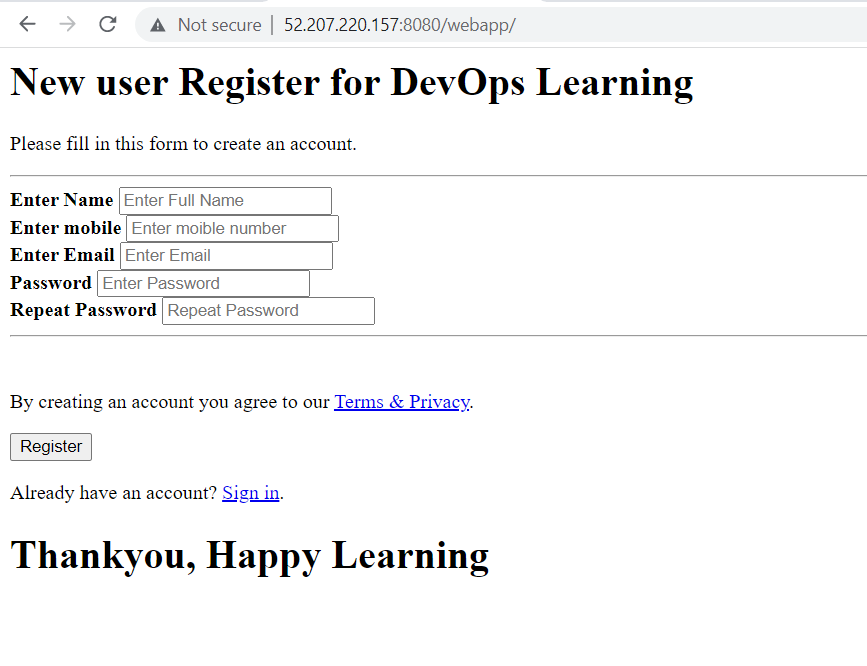 Not secure | 52.207.220.157:8080/webapp/
New user Register for DevOps Learning
Please fill in this form to create an account.
Enter Name Enter Full Name
Enter mobile Enter moible number
Enter Email Enter Email
Password Enter Password
Repeat Password Repeat Password
By creating an account you agree to our Terms & Privacy.
Register
Already have an account? Sign in.
Thankyou, Happy Learning